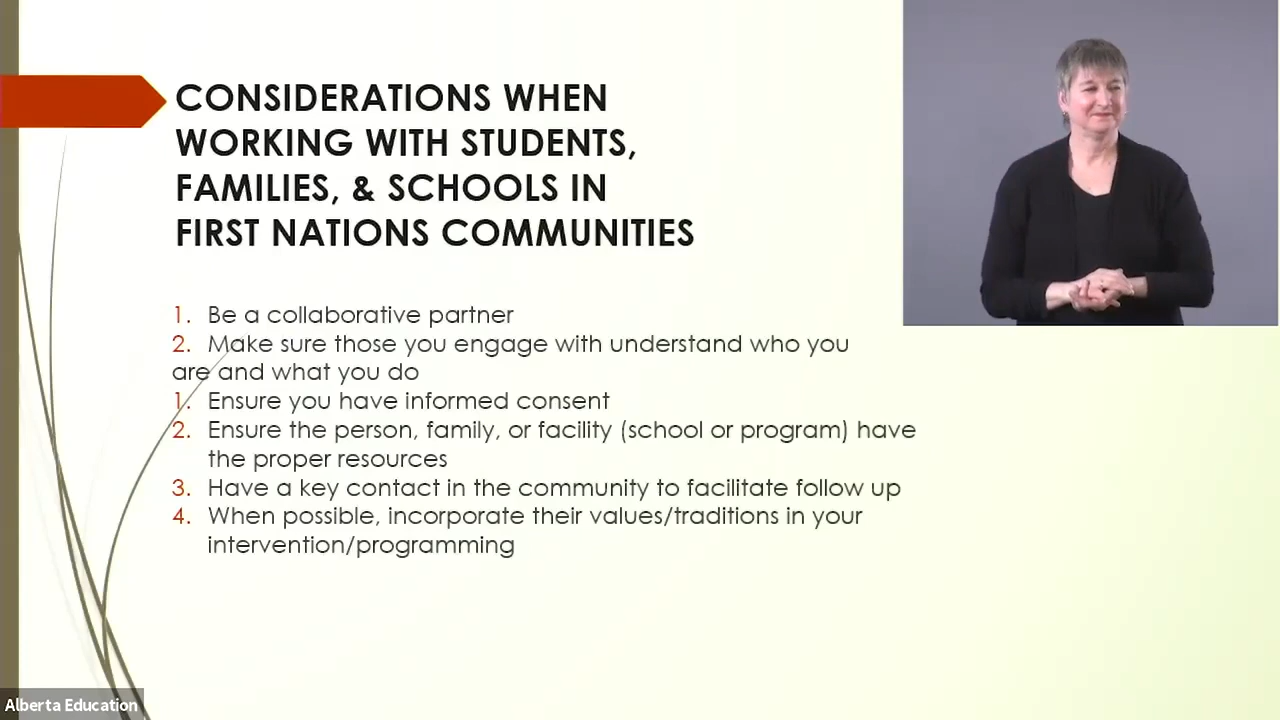 CONSIDERATIONS WHEN
WORKING WITH STUDENTS,
FAMILIES, & SCHOOLS IN
FIRST NATIONS COMMUNITIES
1. Be a collaborative partner
2. Make sure those you engage with understand who you
are and what you do
1. Ensure you have informed consent
2. Ensure the person, family, or facility (school or program) have
the proper resources
3. Have a key contact in the community to facilitate follow up
4. When possible, incorporate their values/traditions in your
intervention/programming
Alberta Education